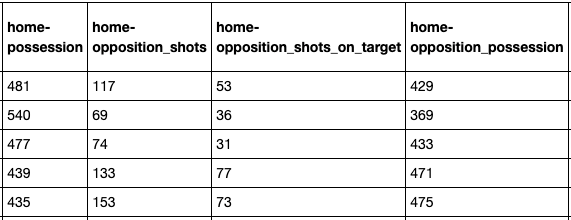 home-possession home-opposition_shots home-opposition_shots_on_target home-opposition_possession
481 117 53 429
540 69 36 369
477 74 31 433
439 133 77 471
435 153 73 475